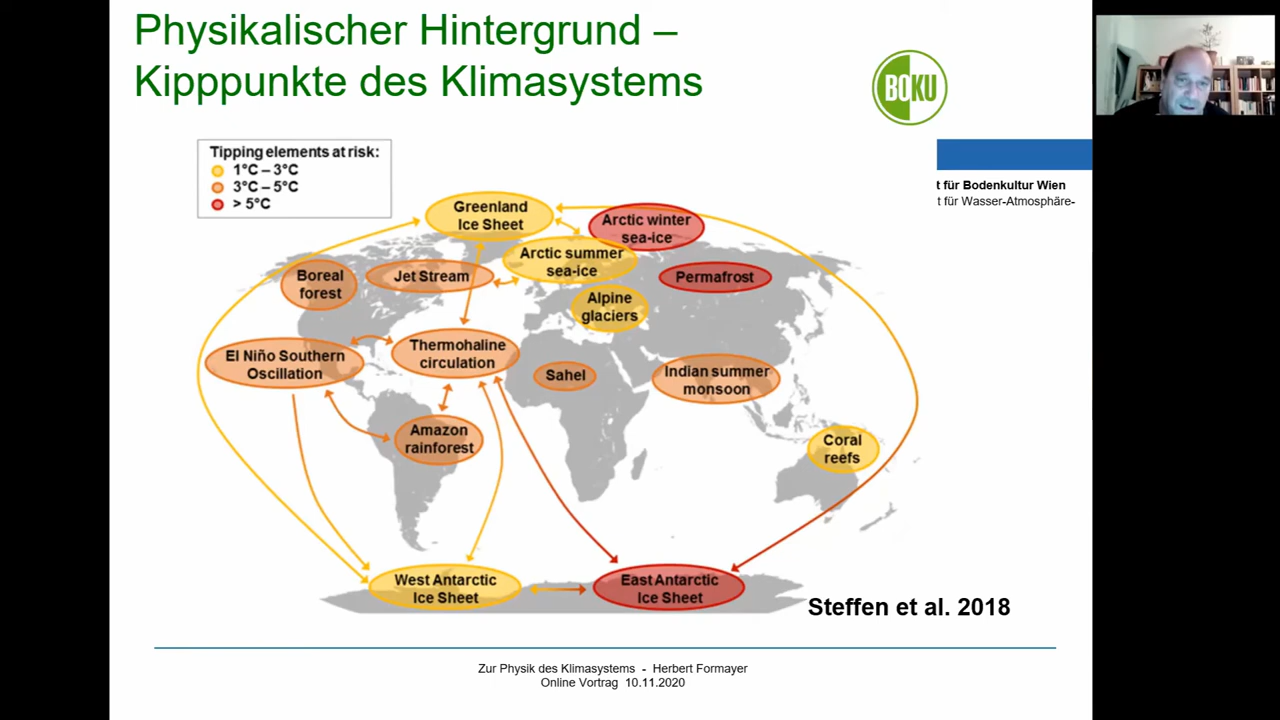 Physikalischer Hintergrund –
Kipppunkte des Klimasystems
BOKU
t für Bodenkultur Wien
t für Wasser-Atmosphäre-
Tipping elements at risk:
1°C – 3°C
3°C – 5°C
> 5°C
Greenland
Ice Sheet
Arctic winter
sea-ice
Arctic summer
sea-ice
Boreal
forest
Jet Stream
Permafrost
Alpine
glaciers
El Niño Southern
Oscillation
Thermohaline
circulation
Sahel
Indian summer
monsoon
Amazon
rainforest
Coral
reefs
West Antarctic
Ice Sheet
East Antarctic
Ice Sheet
Steffen et al. 2018
Zur Physik des Klimasystems - Herbert Formayer
Online Vortrag 10.11.2020